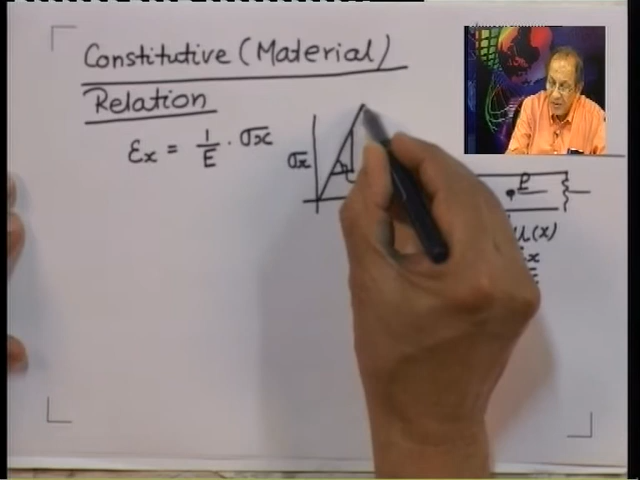 Constitutive (Material)
Relation
εx = 1/E · σx
σx
P
u(x)